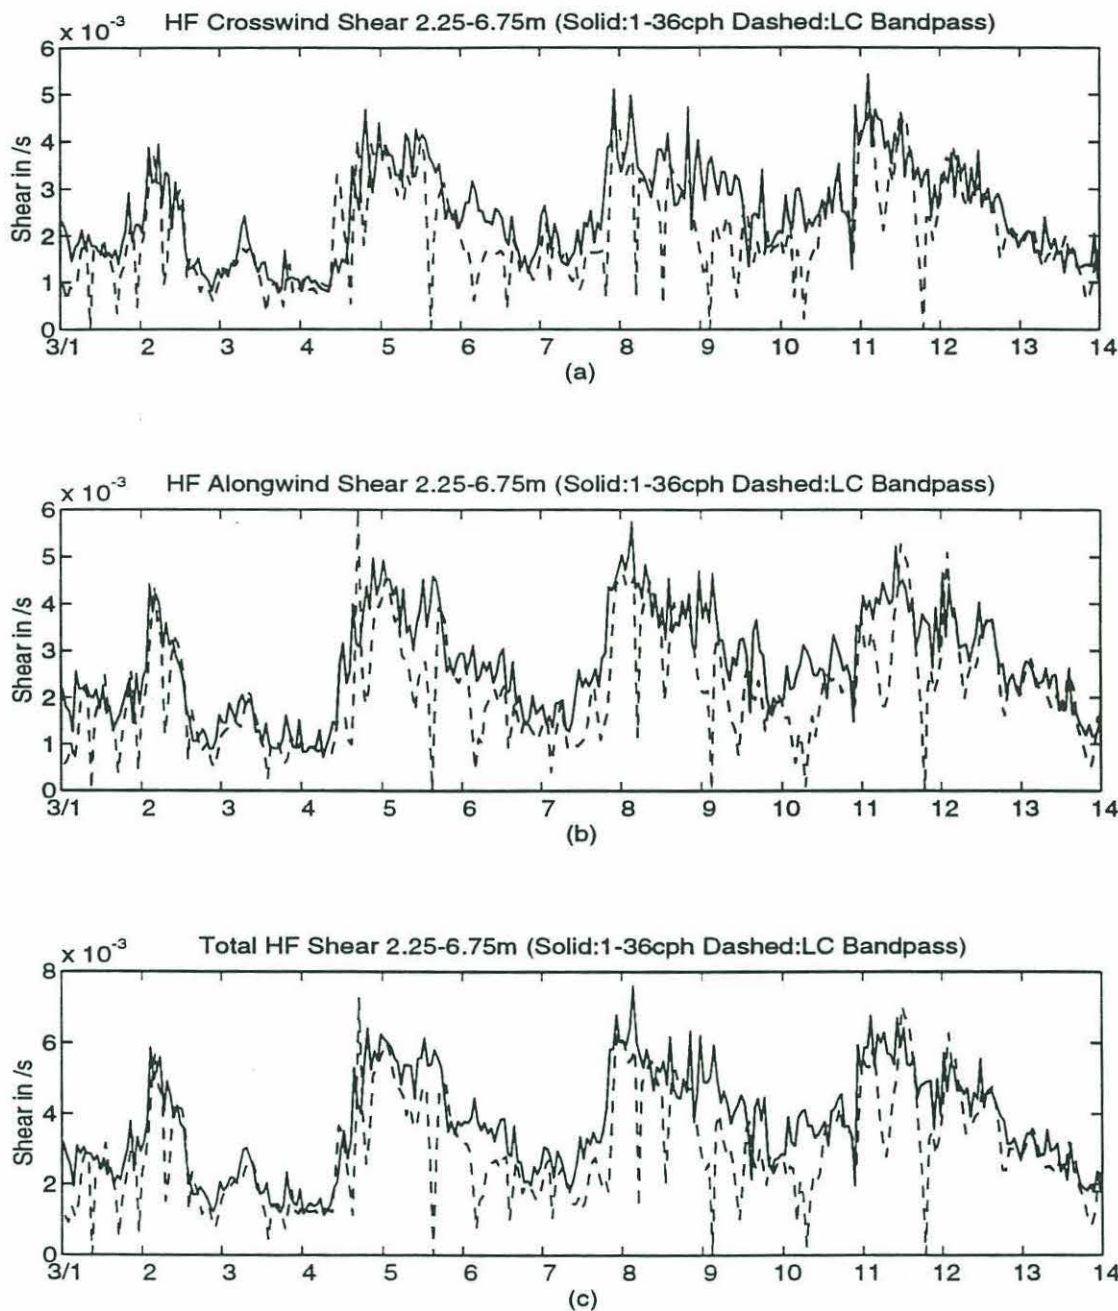 HF Crosswind Shear 2.25-6.75m (Solid:1-36cph Dashed:LC Bandpass)
x 10-3
6
5
4
3
2
1
0
Shear in /s
3/1 2 3 4 5 6 7 8 9 10 11 12 13 14
(a)
HF Alongwind Shear 2.25-6.75m (Solid:1-36cph Dashed:LC Bandpass)
x 10-3
6
5
4
3
2
1
0
Shear in /s
3/1 2 3 4 5 6 7 8 9 10 11 12 13 14
(b)
Total HF Shear 2.25-6.75m (Solid:1-36cph Dashed:LC Bandpass)
x 10-3
8
6
4
2
0
Shear in /s
3/1 2 3 4 5 6 7 8 9 10 11 12 13 14
(c)